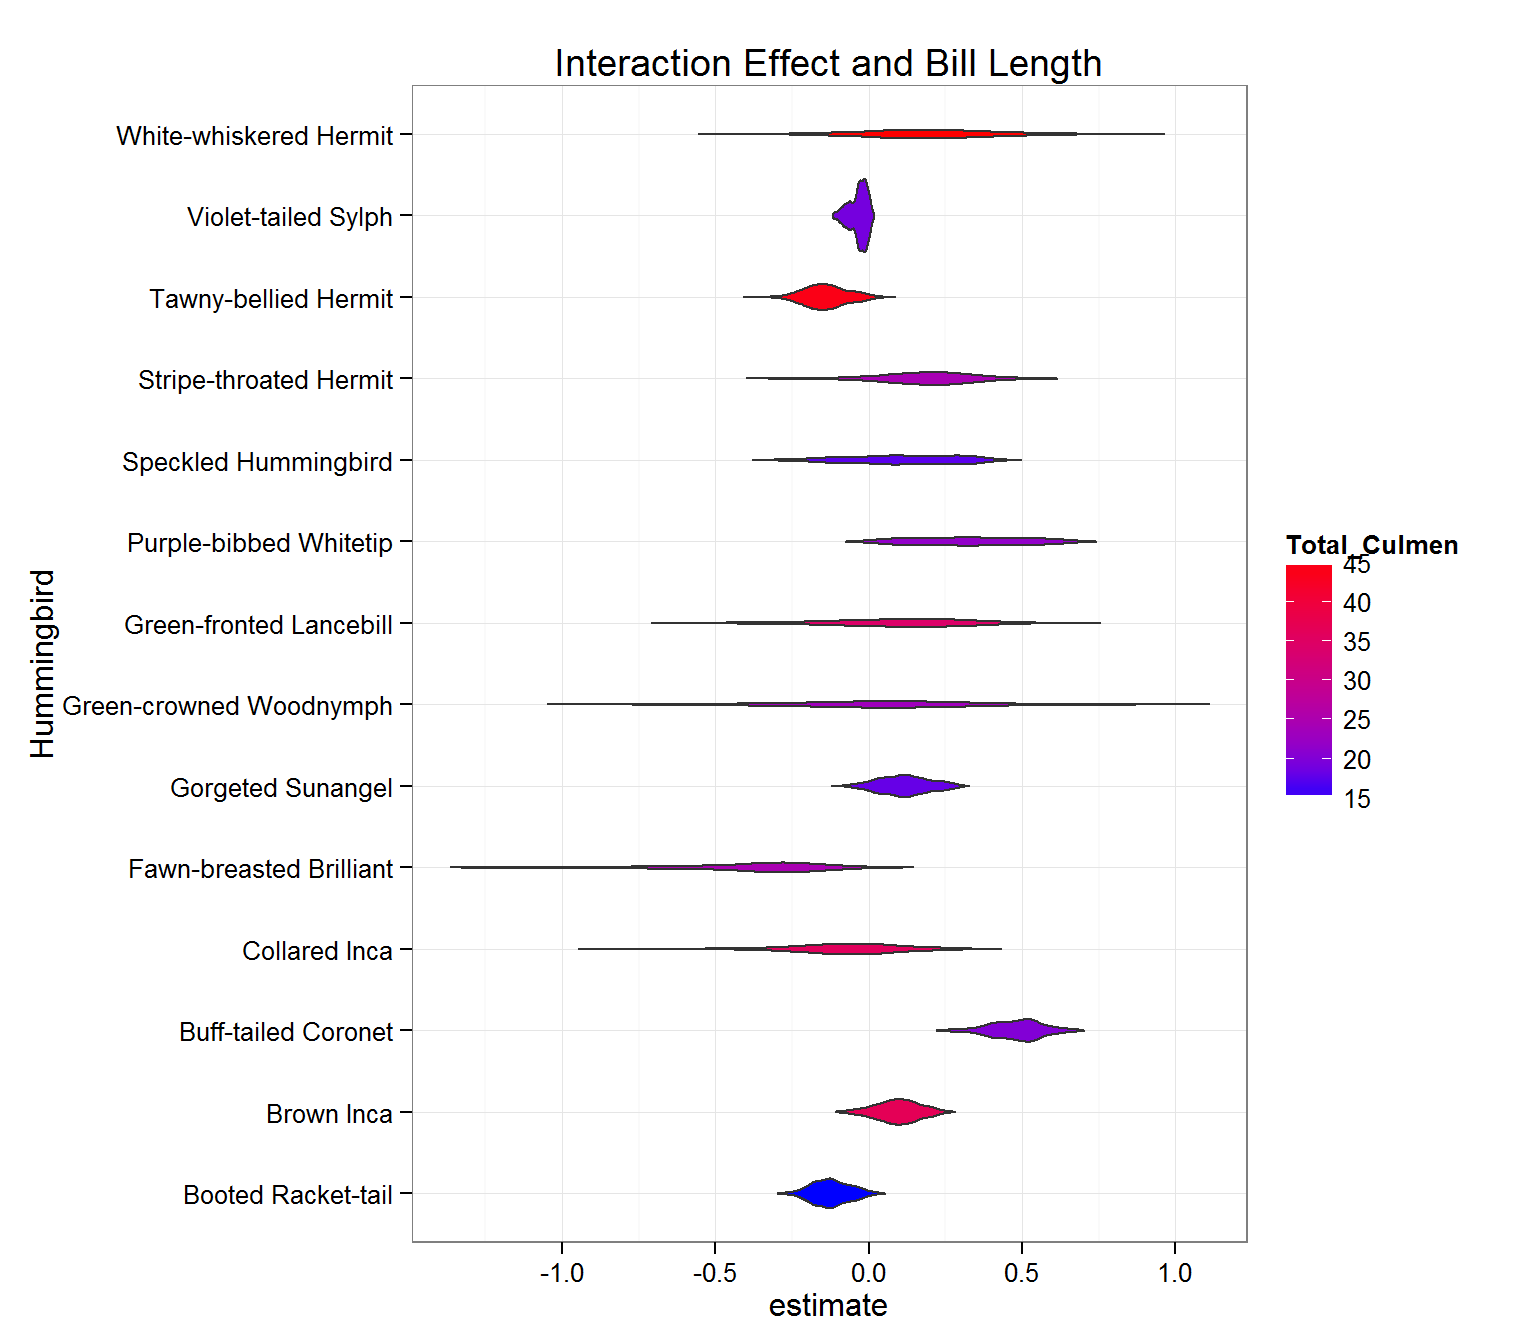 Interaction Effect and Bill Length
White-whiskered Hermit
Violet-tailed Sylph
Tawny-bellied Hermit
Stripe-throated Hermit
Speckled Hummingbird
Purple-bibbed Whitetip
Green-fronted Lancebill
Green-crowned Woodnymph
Gorgeted Sunangel
Fawn-breasted Brilliant
Collared Inca
Buff-tailed Coronet
Brown Inca
Booted Racket-tail
Hummingbird
-1.0 -0.5 0.0 0.5 1.0
estimate
Total_Culmen
45
40
35
30
25
20
15